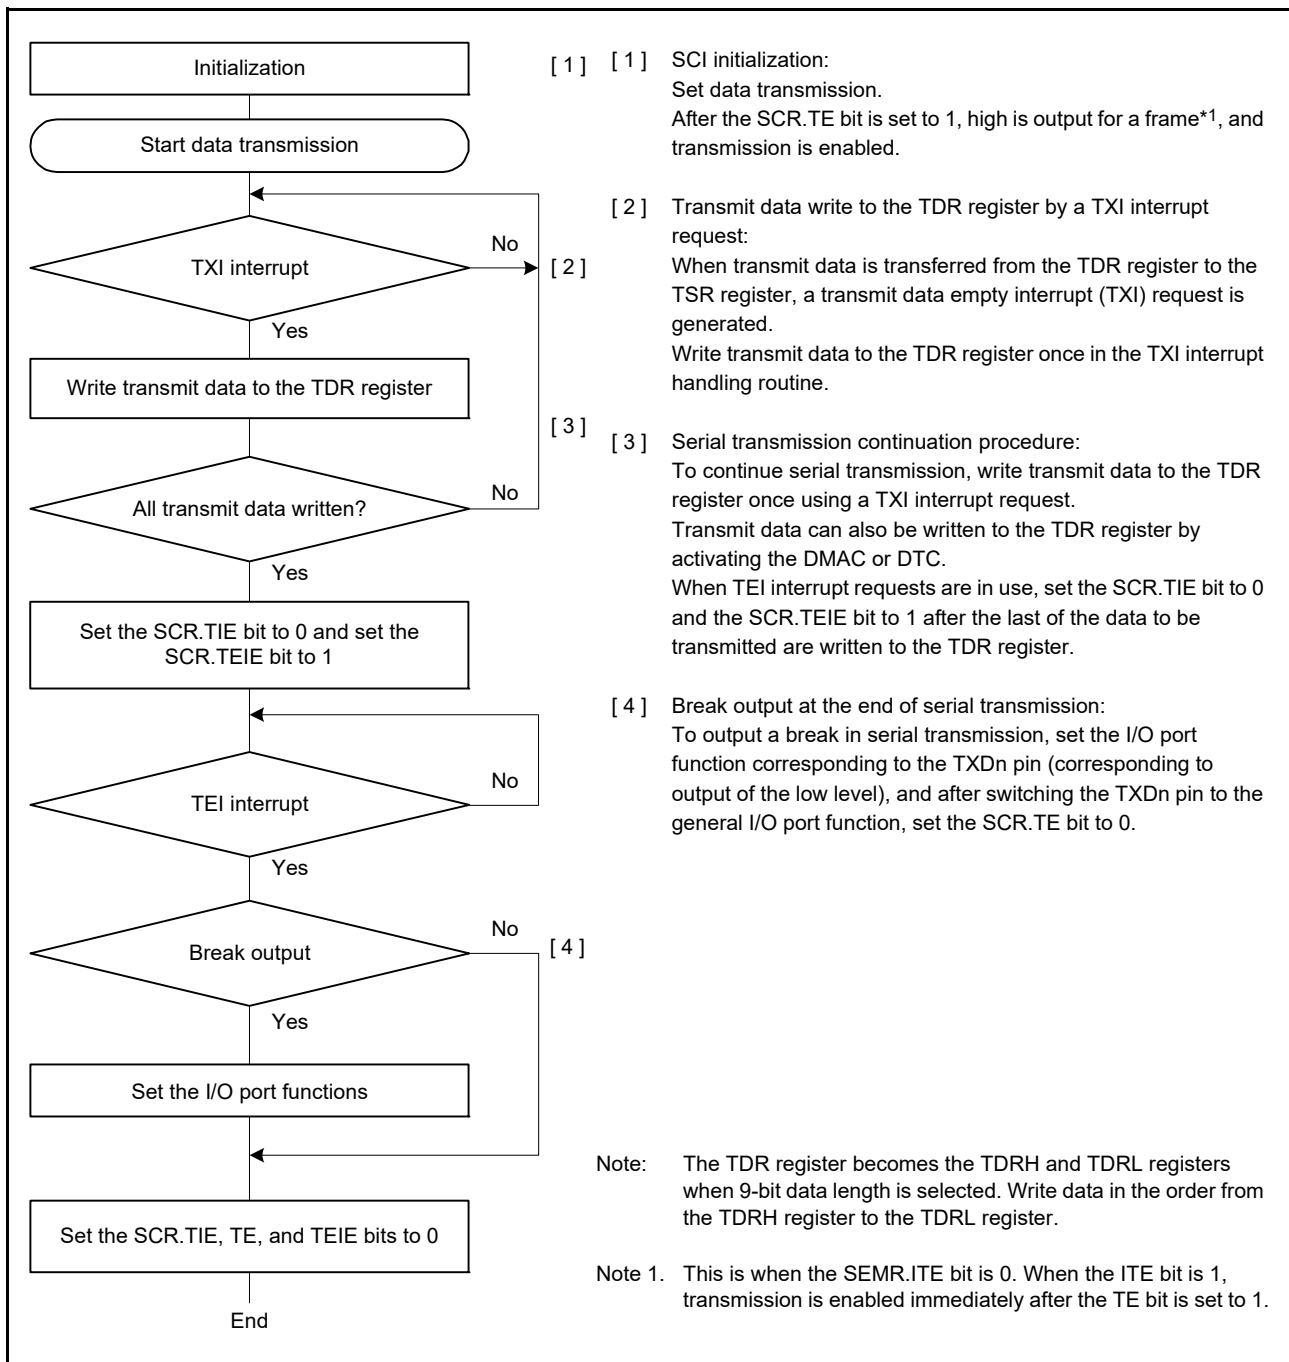 Initialization
[ 1 ]
Start data transmission
TXI interrupt
No
[ 2 ]
Yes
Write transmit data to the TDR register
[ 3 ]
All transmit data written?
No
Yes
Set the SCR.TIE bit to 0 and set the
SCR.TEIE bit to 1
TEI interrupt
No
Yes
Break output
No
[ 4 ]
Yes
Set the I/O port functions
Set the SCR.TIE, TE, and TEIE bits to 0
End
[ 1 ] SCI initialization:
Set data transmission.
After the SCR.TE bit is set to 1, high is output for a frame*1, and
transmission is enabled.
[ 2 ] Transmit data write to the TDR register by a TXI interrupt
request:
When transmit data is transferred from the TDR register to the
TSR register, a transmit data empty interrupt (TXI) request is
generated.
Write transmit data to the TDR register once in the TXI interrupt
handling routine.
[ 3 ] Serial transmission continuation procedure:
To continue serial transmission, write transmit data to the TDR
register once using a TXI interrupt request.
Transmit data can also be written to the TDR register by
activating the DMAC or DTC.
When TEI interrupt requests are in use, set the SCR.TIE bit to 0
and the SCR.TEIE bit to 1 after the last of the data to be
transmitted are written to the TDR register.
[ 4 ] Break output at the end of serial transmission:
To output a break in serial transmission, set the I/O port
function corresponding to the TXDn pin (corresponding to
output of the low level), and after switching the TXDn pin to the
general I/O port function, set the SCR.TE bit to 0.
Note: The TDR register becomes the TDRH and TDRL registers
when 9-bit data length is selected. Write data in the order from
the TDRH register to the TDRL register.
Note 1. This is when the SEMR.ITE bit is 0. When the ITE bit is 1,
transmission is enabled immediately after the TE bit is set to 1.